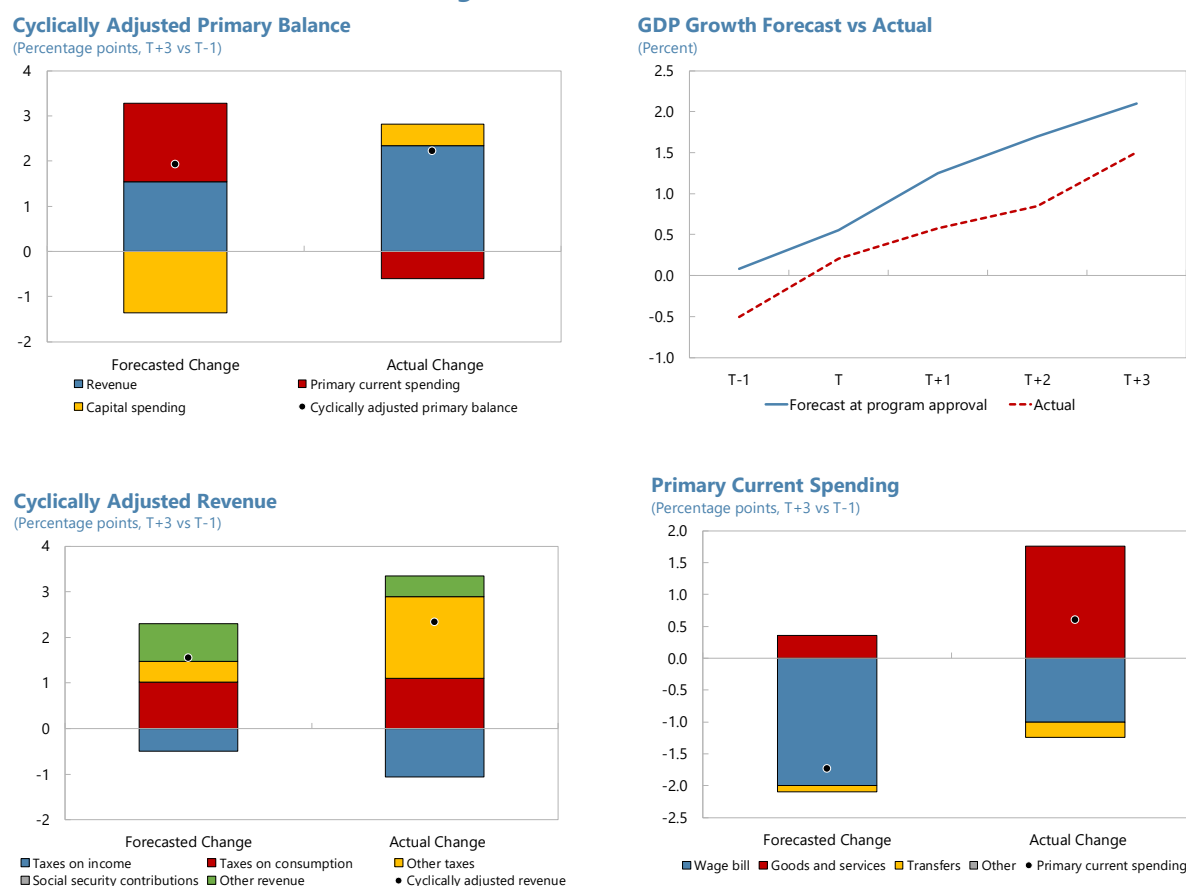 Cyclically Adjusted Primary Balance
(Percentage points, T+3 vs T-1)
4
3
2
1
0
-1
-2
Forecasted Change
Actual Change
Revenue
Primary current spending
Capital spending
Cyclically adjusted primary balance
GDP Growth Forecast vs Actual
(Percent)
2.5
2.0
1.5
1.0
0.5
0.0
-0.5
-1.0
T-1
T
T+1
T+2
T+3
Forecast at program approval
Actual
Cyclically Adjusted Revenue
(Percentage points, T+3 vs T-1)
4
3
2
1
0
-1
-2
Forecasted Change
Actual Change
Taxes on income
Taxes on consumption
Other taxes
Social security contributions
Other revenue
Cyclically adjusted revenue
Primary Current Spending
(Percentage points, T+3 vs T-1)
2.0
1.5
1.0
0.5
0.0
-0.5
-1.0
-1.5
-2.0
-2.5
Forecasted Change
Actual Change
Wage bill
Goods and services
Transfers
Other
Primary current spending